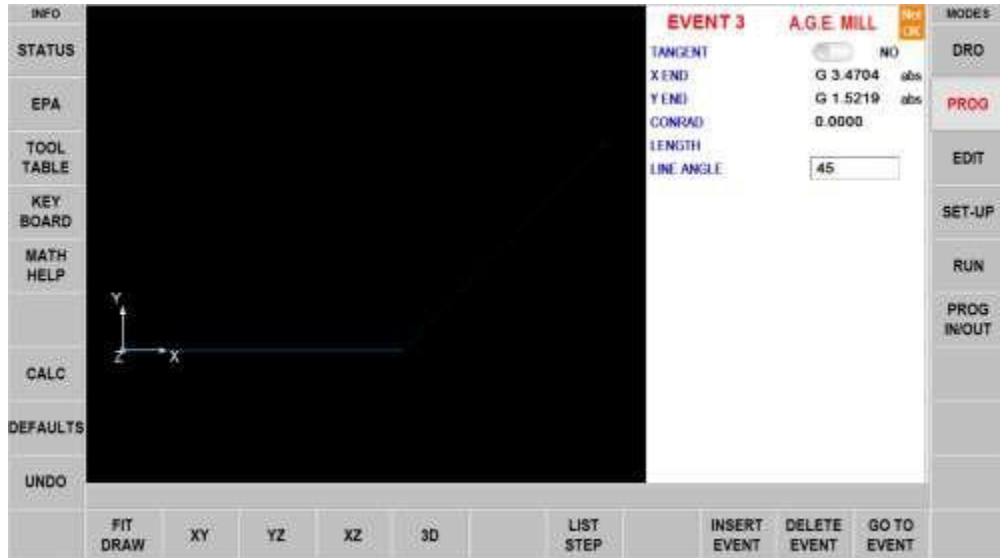 INFO
STATUS
EPA
TOOL
TABLE
KEY
BOARD
MATH
HELP
CALC
DEFAULTS
UNDO
Y
Z
X
EVENT 3
A.G.E. MILL
Not
OK
TANGENT NO
X END G 3.4704 abs
Y END G 1.5219 abs
CONRAD 0.0000
LENGTH
LINE ANGLE 45
MODES
DRO
PROG
EDIT
SET-UP
RUN
PROG
IN/OUT
FIT
DRAW
XY
YZ
XZ
3D
LIST
STEP
INSERT
EVENT
DELETE
EVENT
GO TO
EVENT